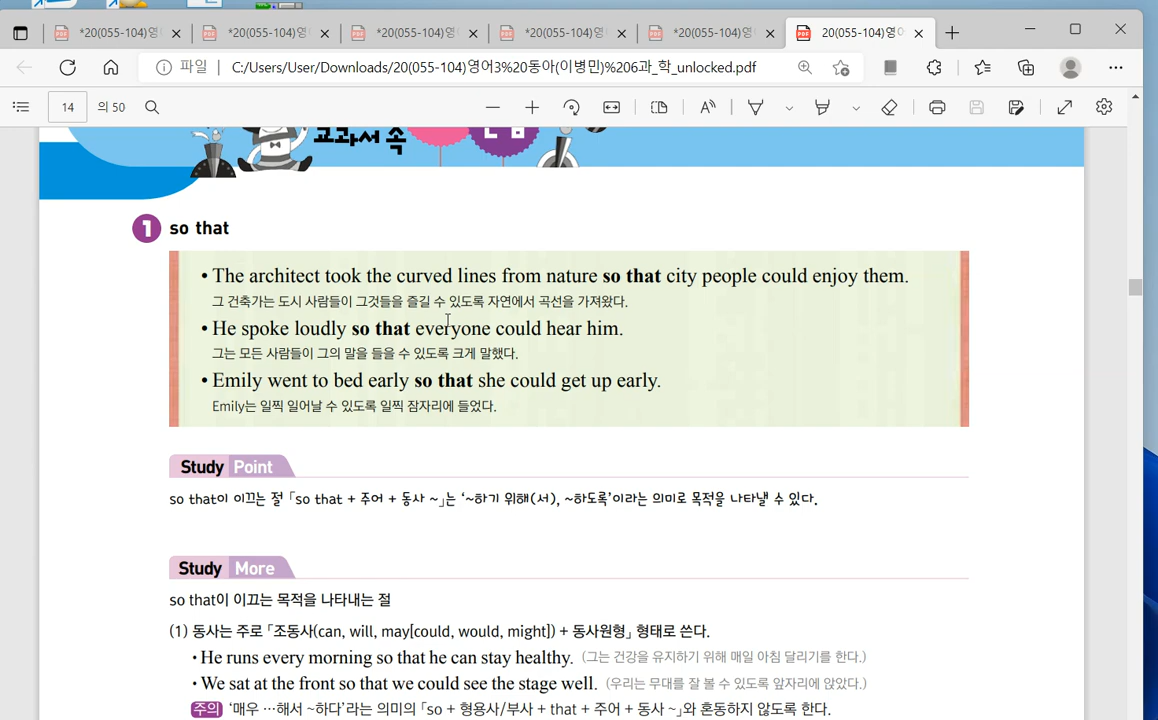 *20(055-104)영
*20(055-104)영
*20(055-104)영
*20(055-104)영
*20(055-104)영
20(055-104)영어
파일 C:/Users/User/Downloads/20(055-104)영어3%20동아(이병민)%206과_학_unlocked.pdf
14 의 50
교과서 속
1 so that
• The architect took the curved lines from nature so that city people could enjoy them.
그 건축가는 도시 사람들이 그것들을 즐길 수 있도록 자연에서 곡선을 가져왔다.
• He spoke loudly so that everyone could hear him.
그는 모든 사람들이 그의 말을 들을 수 있도록 크게 말했다.
• Emily went to bed early so that she could get up early.
Emily는 일찍 일어날 수 있도록 일찍 잠자리에 들었다.
Study Point
so that이 이끄는 절 「so that + 주어 + 동사 ~」는 '~하기 위해(서), ~하도록'이라는 의미로 목적을 나타낼 수 있다.
Study More
so that이 이끄는 목적을 나타내는 절
(1) 동사는 주로 「조동사(can, will, may[could, would, might]) + 동사원형」 형태로 쓴다.
• He runs every morning so that he can stay healthy. (그는 건강을 유지하기 위해 매일 아침 달리기를 한다.)
• We sat at the front so that we could see the stage well. (우리는 무대를 잘 볼 수 있도록 앞자리에 앉았다.)
주의 '매우 …해서 ~하다'라는 의미의 「so + 형용사/부사 + that + 주어 + 동사 ~」와 혼동하지 않도록 한다.